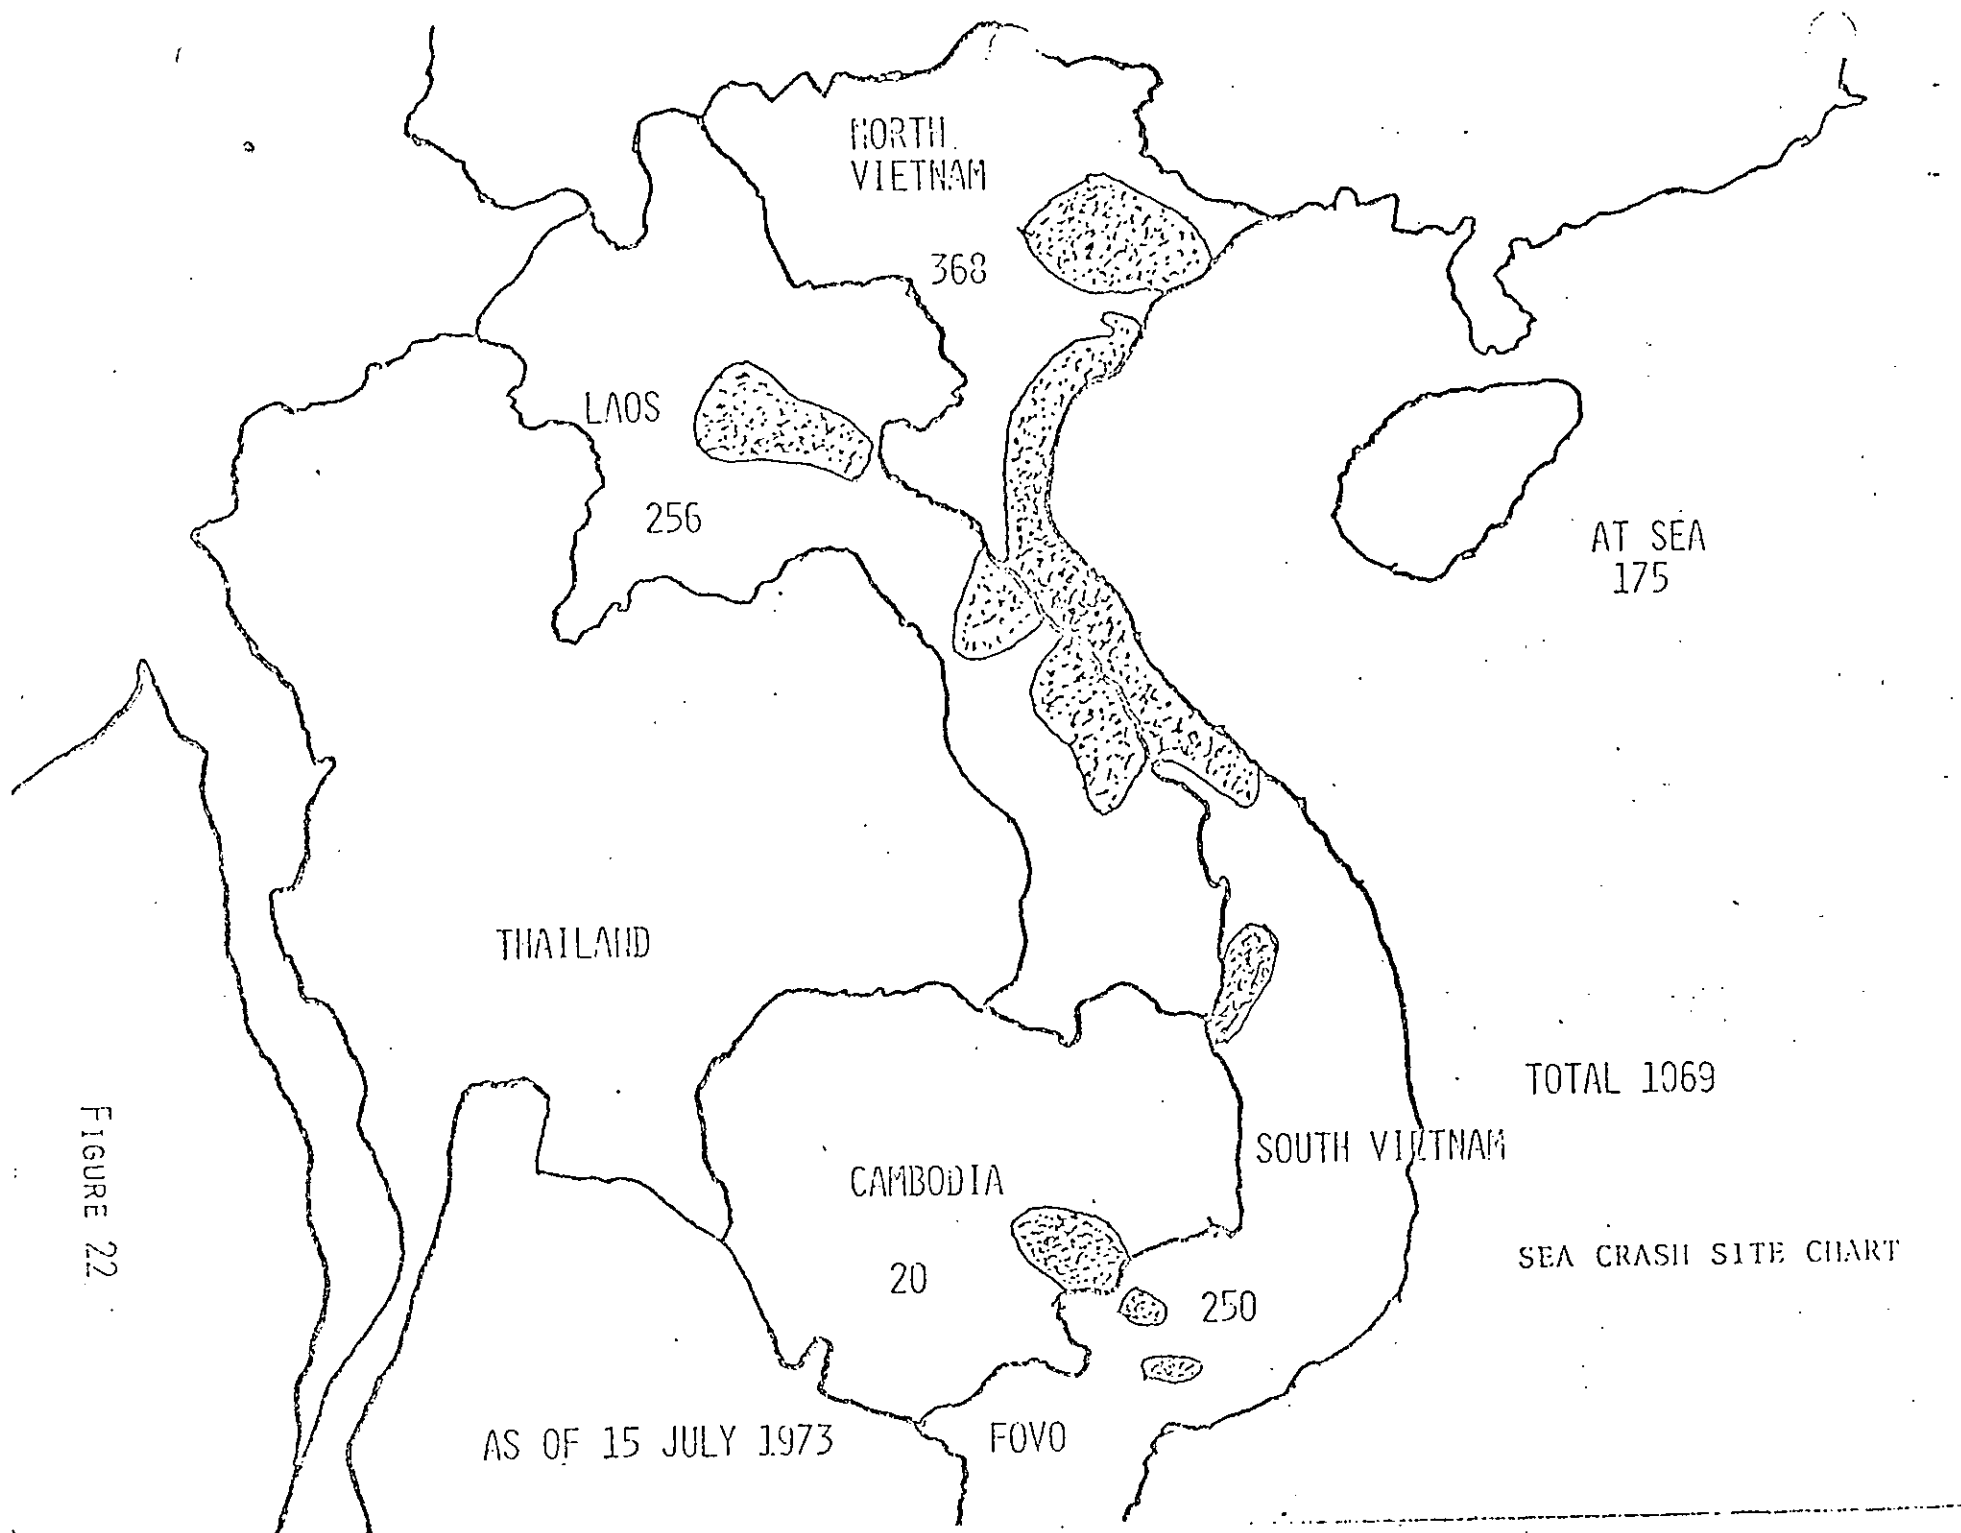 NORTH
VIETNAM
368
LAOS
256
AT SEA
175
THAILAND
TOTAL 1069
SOUTH VIETNAM
CAMBODIA
20
250
SEA CRASH SITE CHART
AS OF 15 JULY 1973
FOVO
FIGURE 22